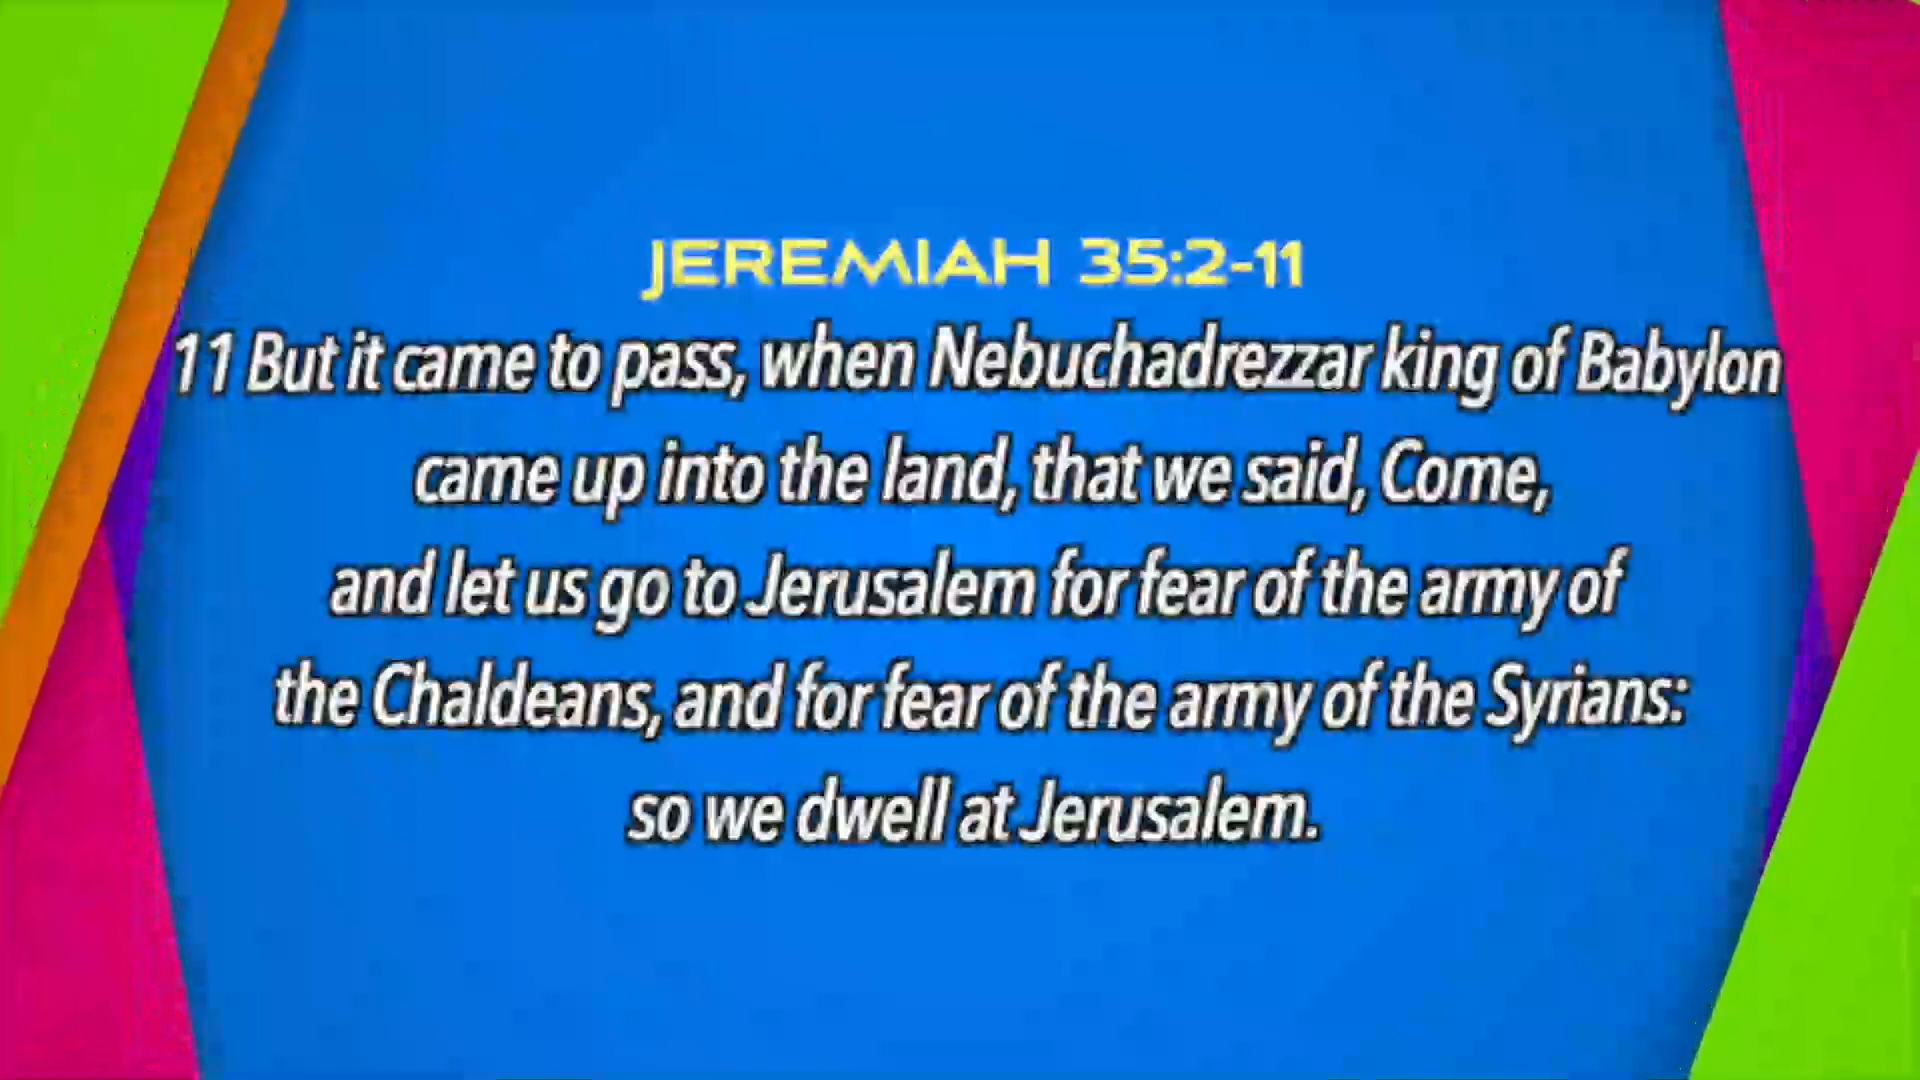 JEREMIAH 35:2-11
11 But it came to pass, when Nebuchadrezzar king of Babylon
came up into the land, that we said, Come,
and let us go to Jerusalem for fear of the army of
the Chaldeans, and for fear of the army of the Syrians:
so we dwell at Jerusalem.